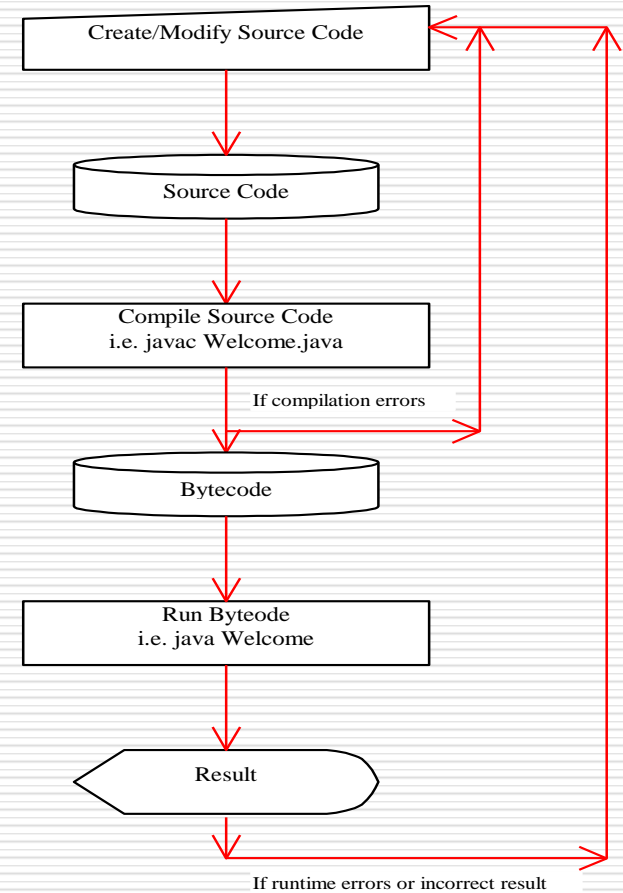 Create/Modify Source Code
Source Code
Compile Source Code
i.e. javac Welcome.java
If compilation errors
Bytecode
Run Byteode
i.e. java Welcome
Result
If runtime errors or incorrect result